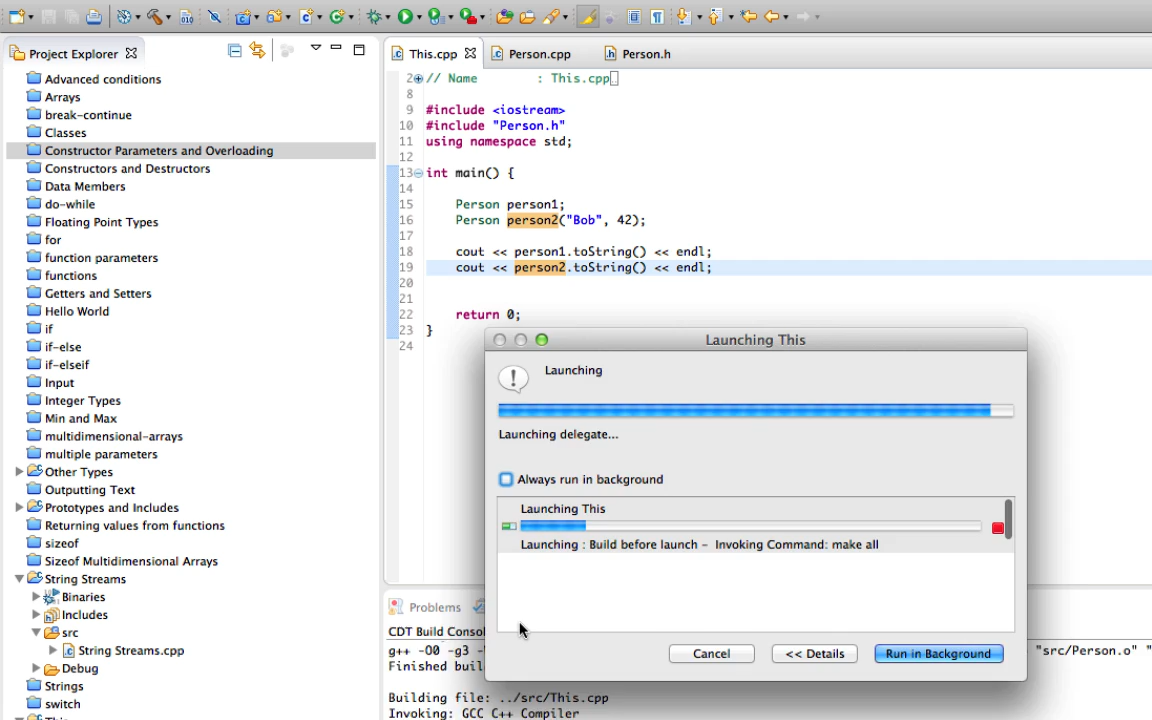 Project Explorer
Advanced conditions
Arrays
break-continue
Classes
Constructor Parameters and Overloading
Constructors and Destructors
Data Members
do-while
Floating Point Types
for
function parameters
functions
Getters and Setters
Hello World
if
if-else
if-elseif
Input
Integer Types
Min and Max
multidimensional-arrays
multiple parameters
Other Types
Outputting Text
Prototypes and Includes
Returning values from functions
sizeof
Sizeof Multidimensional Arrays
String Streams
Binaries
Includes
src
String Streams.cpp
Debug
Strings
switch
This.cpp
Person.cpp
Person.h
2 // Name : This.cpp
8
9 #include <iostream>
10 #include "Person.h"
11 using namespace std;
12
13 int main() {
14
15 Person person1;
16 Person person2("Bob", 42);
17
18 cout << person1.toString() << endl;
19 cout << person2.toString() << endl;
20
21
22 return 0;
23 }
24
Launching This
Launching
Launching delegate...
Always run in background
Launching This
Launching : Build before launch - Invoking Command: make all
Cancel
<< Details
Run in Background
Problems
CDT Build Consol
g++ -O0 -g3 "src/Person.o" "
Finished buil
Building file: ../src/This.cpp
Invoking: GCC C++ Compiler